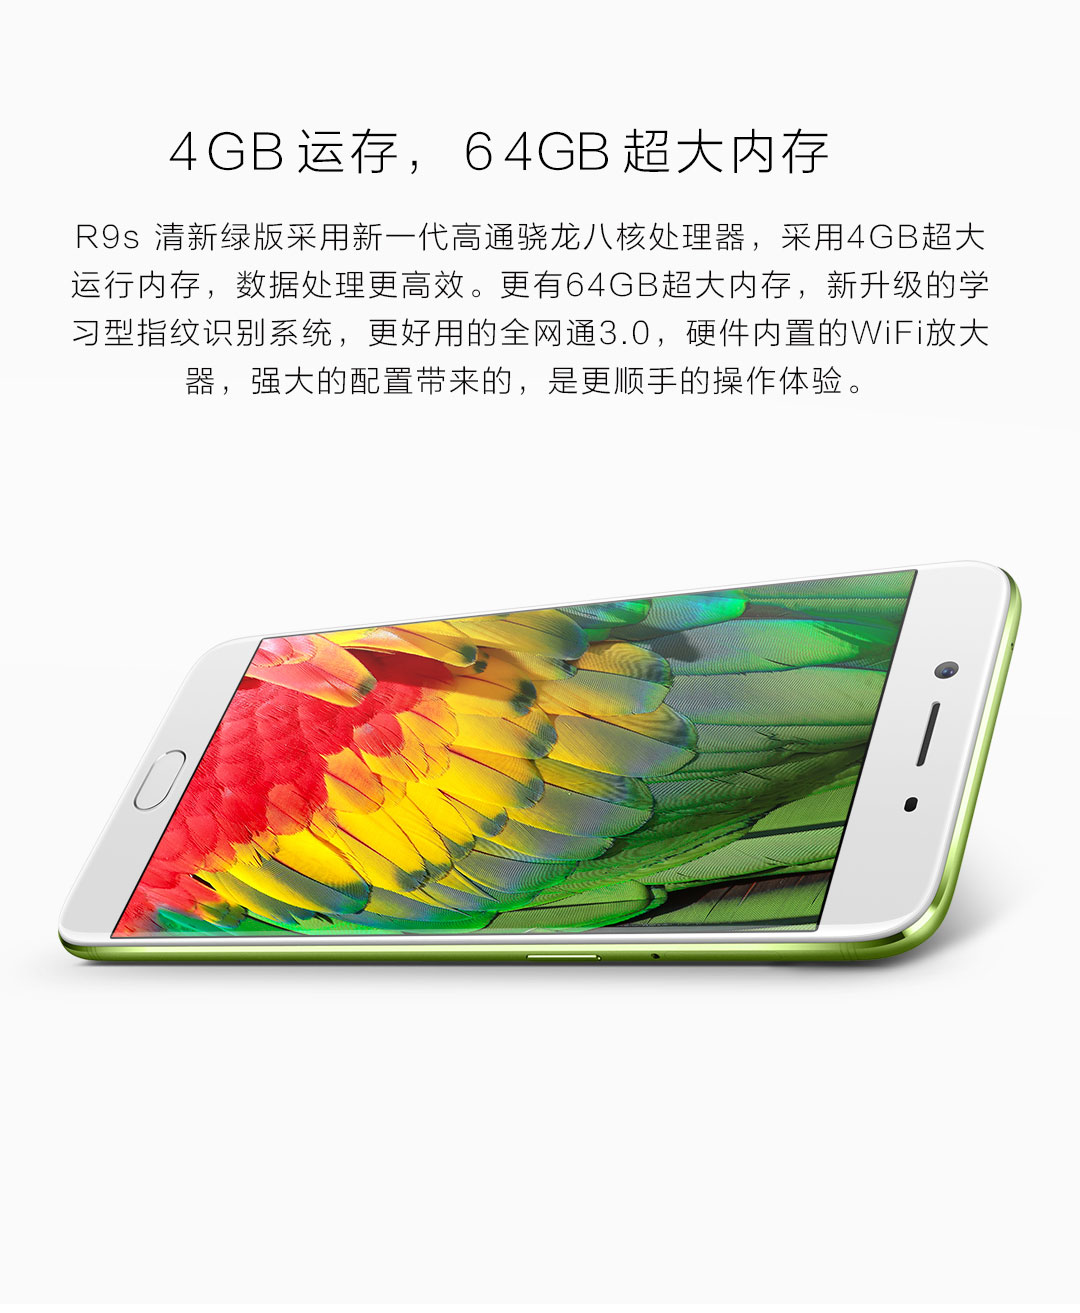 4GB 运存，64GB 超大内存
R9s 清新绿版采用新一代高通骁龙八核处理器，采用4GB超大
运行内存，数据处理更高效。更有64GB超大内存，新升级的学
习型指纹识别系统，更好用的全网通3.0，硬件内置的WiFi放大
器，强大的配置带来的，是更顺手的操作体验。